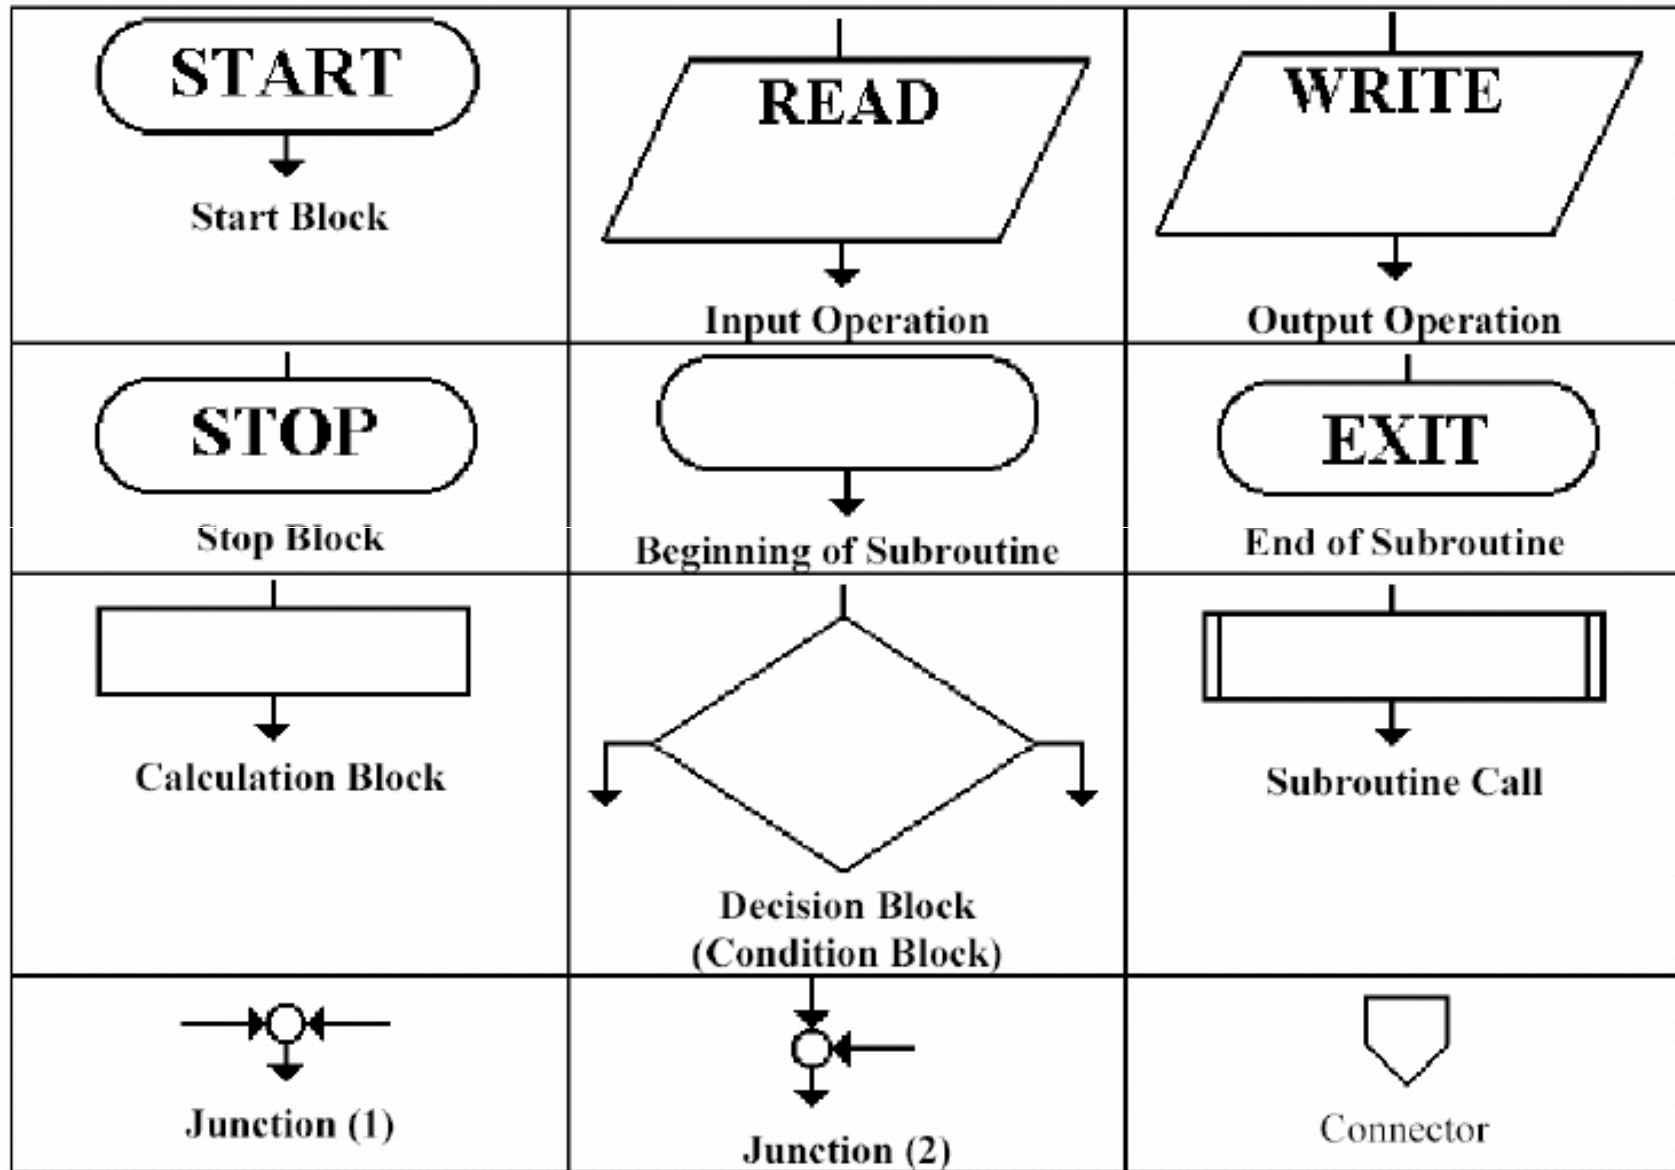 START
Start Block
READ
Input Operation
WRITE
Output Operation
STOP
Stop Block
Beginning of Subroutine
EXIT
End of Subroutine
Calculation Block
Decision Block
(Condition Block)
Subroutine Call
Junction (1)
Junction (2)
Connector